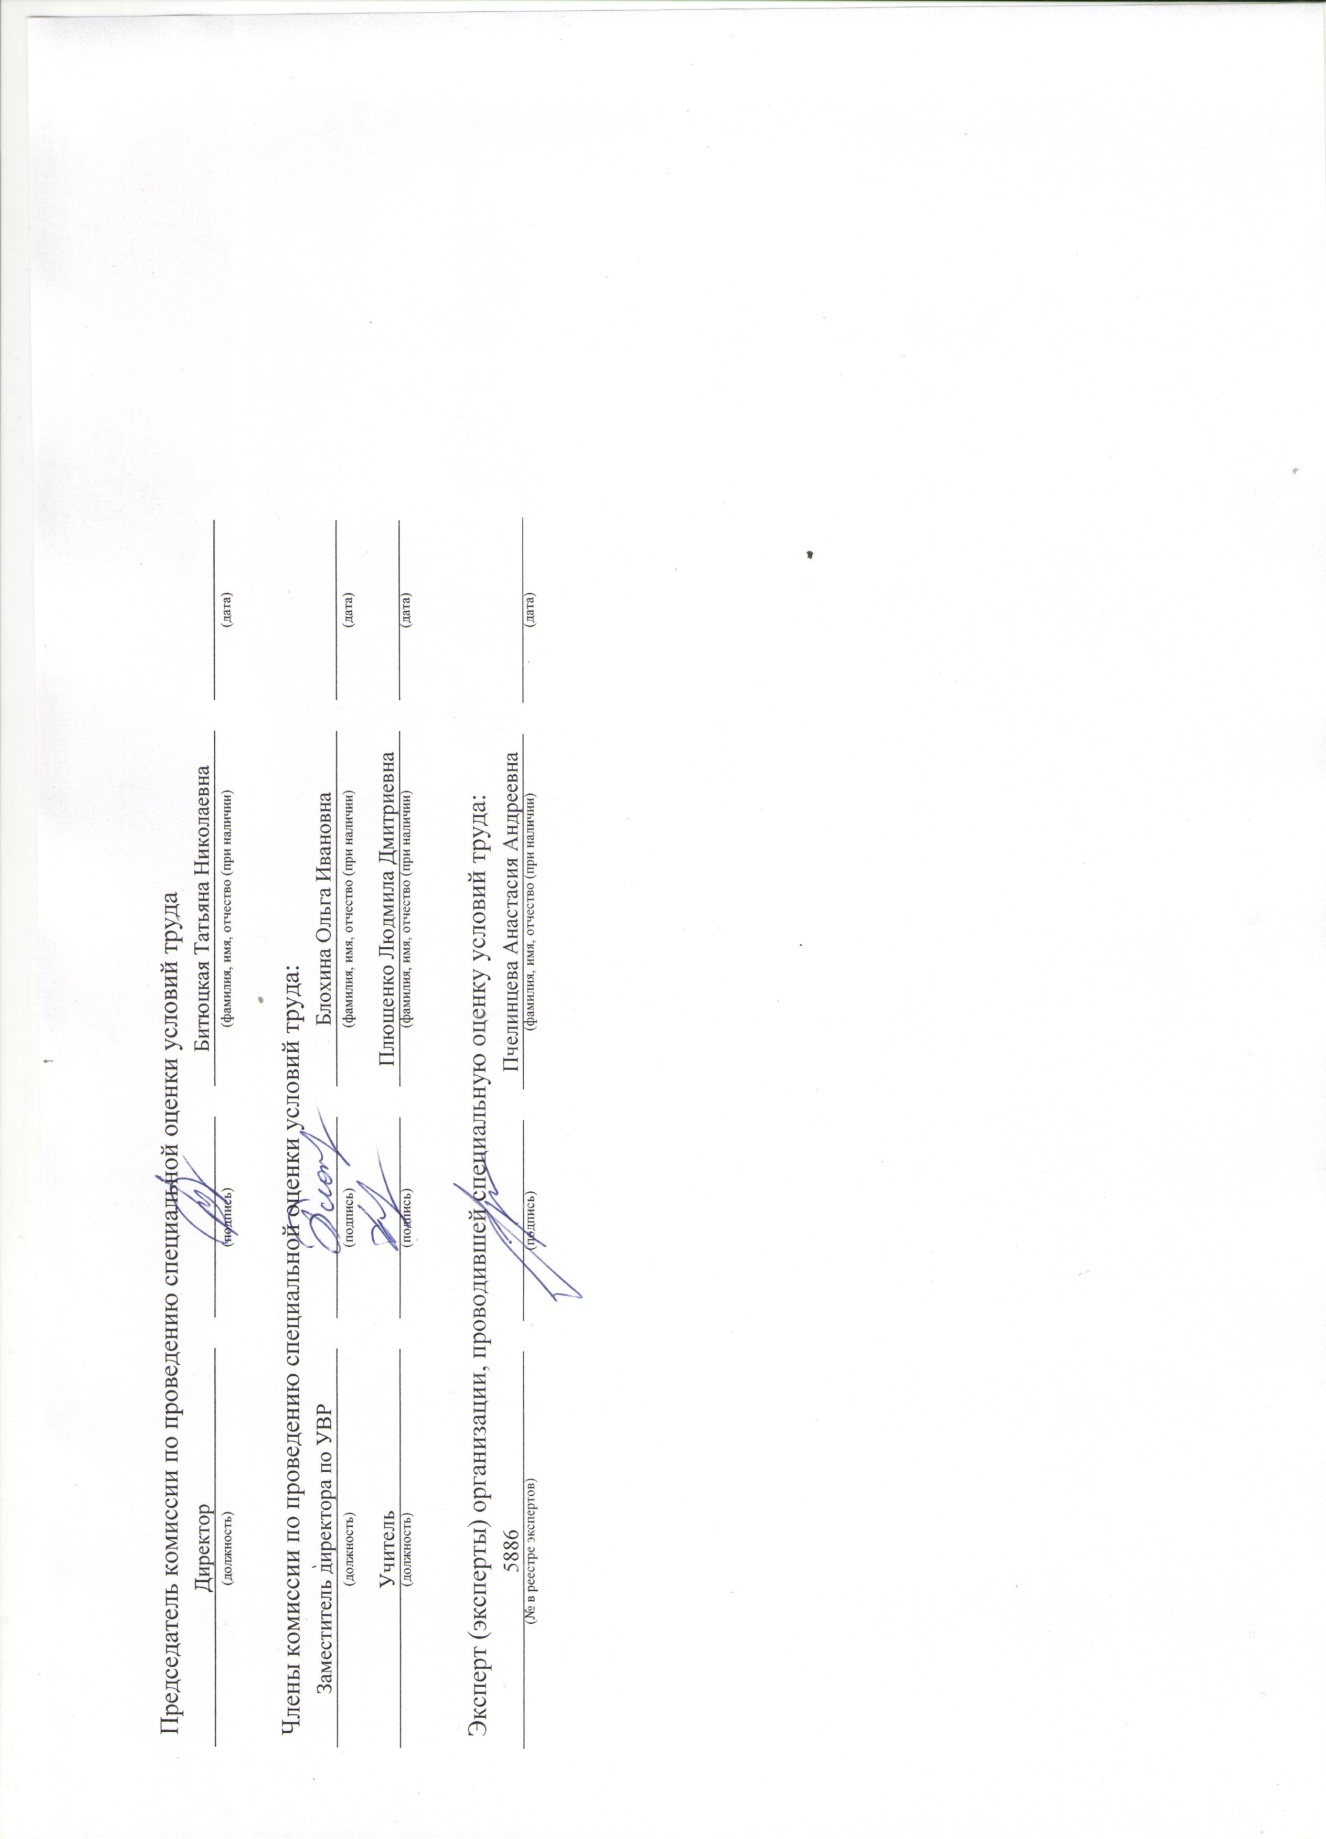 Председатель комиссии по проведению специальной оценки условий труда
Директор Битюцкая Татьяна Николаевна
(должность) (подпись) (фамилия, имя, отчество (при наличии) (дата)
Члены комиссии по проведению специальной оценки условий труда:
Заместитель директора по УВР Блохина Ольга Ивановна
(должность) (подпись) (фамилия, имя, отчество (при наличии) (дата)
Учитель Плющенко Людмила Дмитриевна
(должность) (подпись) (фамилия, имя, отчество (при наличии) (дата)
Эксперт (эксперты) организации, проводившей специальную оценку условий труда:
5886 Пчелинцева Анастасия Андреевна
(№ в реестре экспертов) (подпись) (фамилия, имя, отчество (при наличии) (дата)